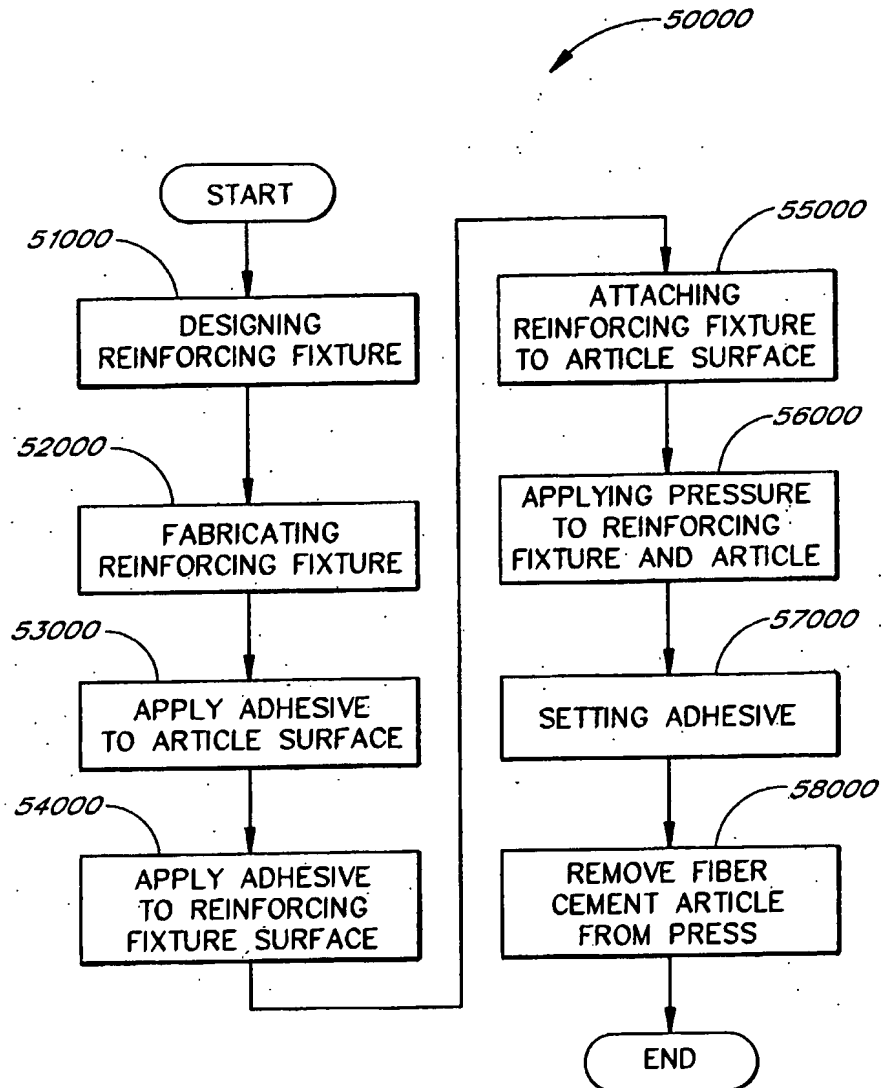 50000
START
51000
DESIGNING
REINFORCING FIXTURE
52000
FABRICATING
REINFORCING FIXTURE
53000
APPLY ADHESIVE
TO ARTICLE SURFACE
54000
APPLY ADHESIVE
TO REINFORCING
FIXTURE SURFACE
55000
ATTACHING
REINFORCING FIXTURE
TO ARTICLE SURFACE
56000
APPLYING PRESSURE
TO REINFORCING
FIXTURE AND ARTICLE
57000
SETTING ADHESIVE
58000
REMOVE FIBER
CEMENT ARTICLE
FROM PRESS
END